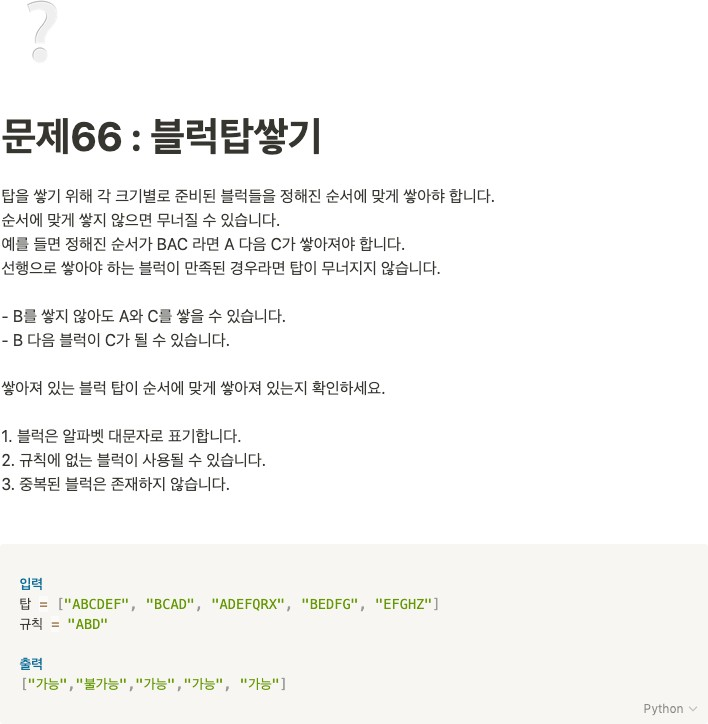 ?
문제66 : 블럭탑쌓기
탑을 쌓기 위해 각 크기별로 준비된 블럭들을 정해진 순서에 맞게 쌓아햐 합니다.
순서에 맞게 쌓지 않으면 무너질 수 있습니다.
예를 들면 정해진 순서가 BAC 라면 A 다음 C가 쌓아져야 합니다.
선행으로 쌓아야 하는 블럭이 만족된 경우라면 탑이 무너지지 않습니다.
- B를 쌓지 않아도 A와 C를 쌓을 수 있습니다.
- B 다음 블럭이 C가 될 수 있습니다.
쌓아져 있는 블럭 탑이 순서에 맞게 쌓아져 있는지 확인하세요.
1. 블럭은 알파벳 대문자로 표기합니다.
2. 규칙에 없는 블럭이 사용될 수 있습니다.
3. 중복된 블럭은 존재하지 않습니다.
입력
탑 = ["ABCDEF", "BCAD", "ADEFQRX", "BEDFG", "EFGHZ"]
규칙 = "ABD"
출력
["가능","불가능","가능","가능", "가능"]
Python